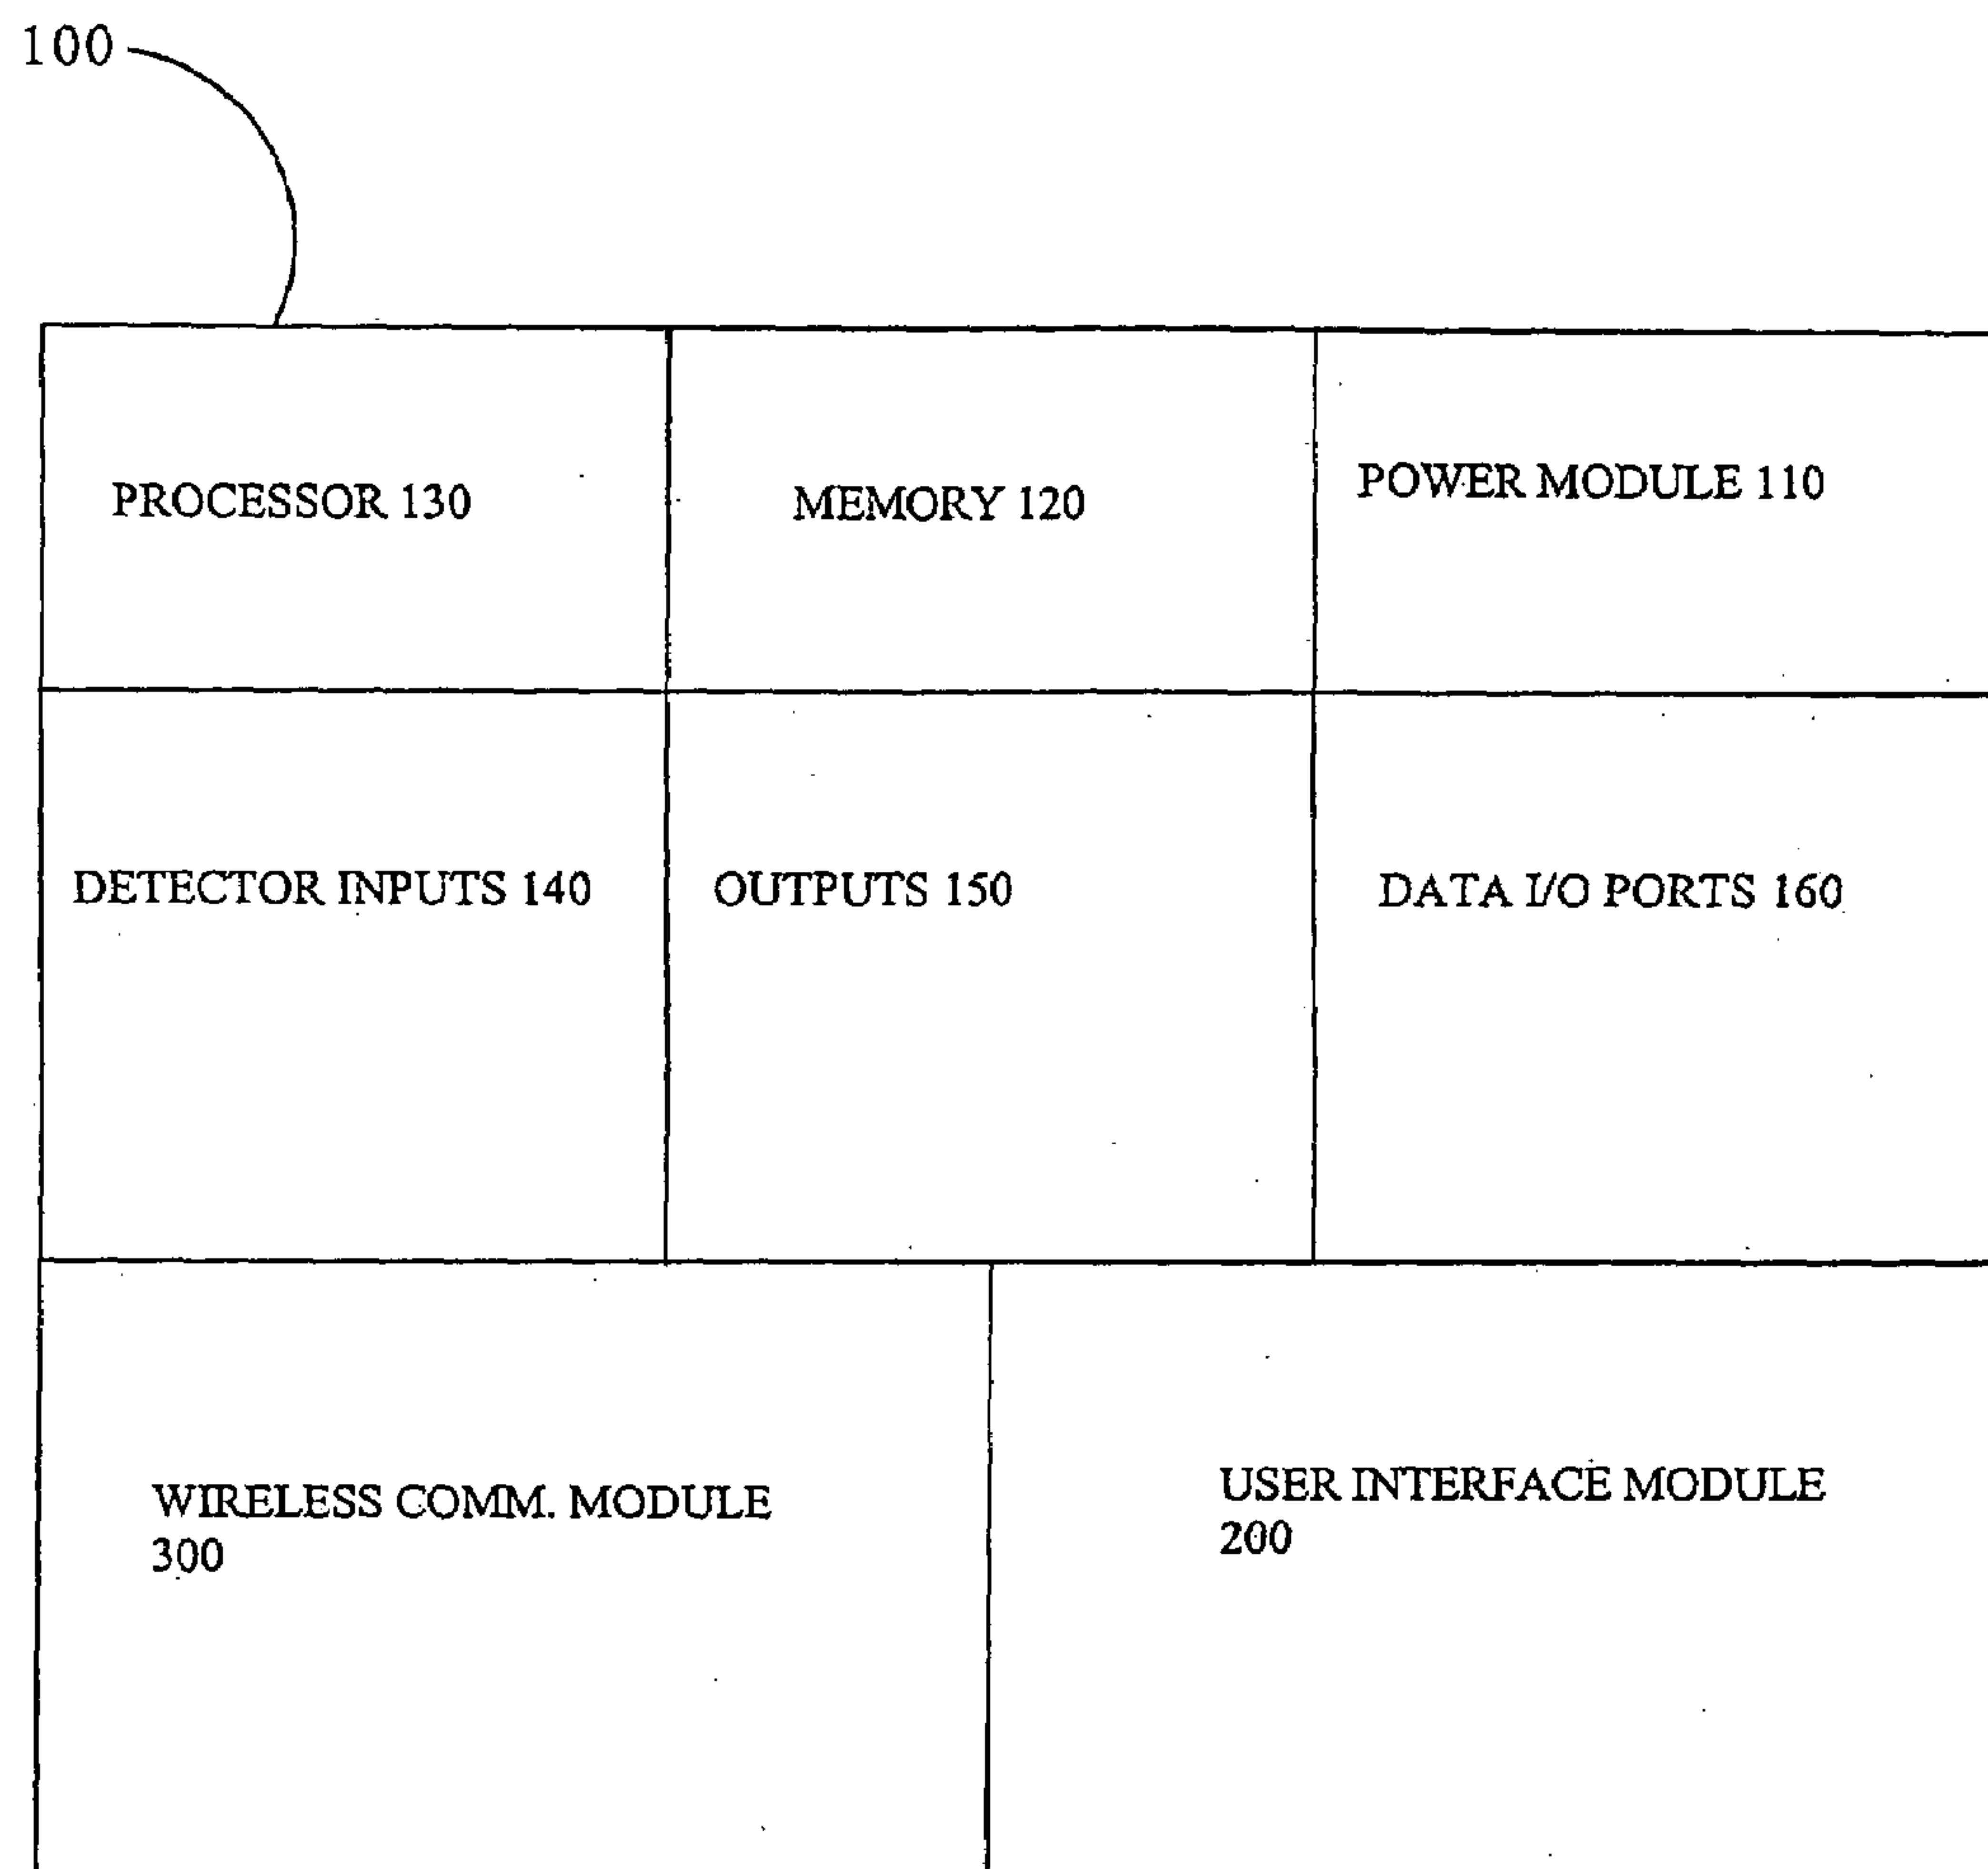 100
PROCESSOR 130
MEMORY 120
POWER MODULE 110
DETECTOR INPUTS 140
OUTPUTS 150
DATA I/O PORTS 160
WIRELESS COMM. MODULE
300
USER INTERFACE MODULE
200